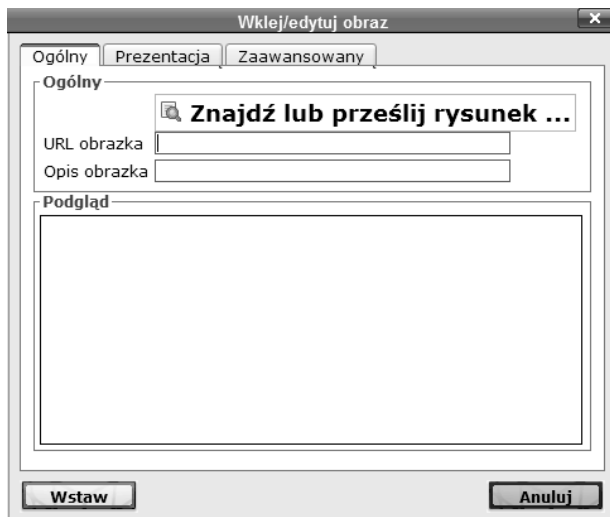 Wklej/edytuj obraz
Ogólny Prezentacja Zaawansowany
Ogólny
Znajdź lub prześlij rysunek ...
URL obrazka
Opis obrazka
Podgląd
Wstaw Anuluj